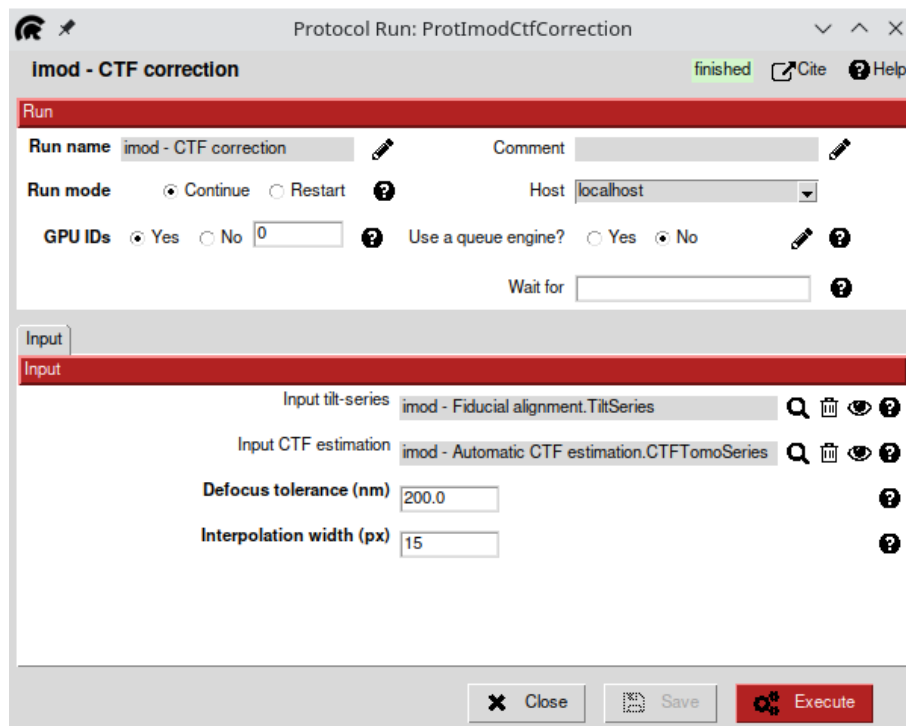 Protocol Run: ProtImodCtfCorrection
imod - CTF correction finished Cite Help
Run
Run name imod - CTF correction Comment
Run mode Continue Restart Host localhost
GPU IDs Yes No 0 Use a queue engine? Yes No
Wait for
Input
Input
Input tilt-series imod - Fiducial alignment.TiltSeries
Input CTF estimation imod - Automatic CTF estimation.CTFTomoSeries
Defocus tolerance (nm) 200.0
Interpolation width (px) 15
Close Save Execute